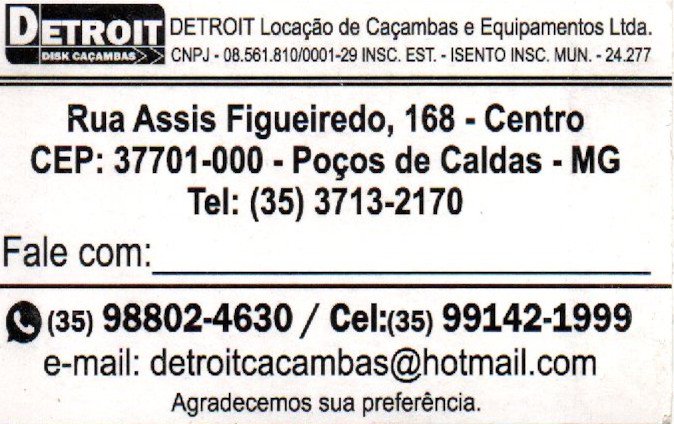 DETROIT
DISK CAÇAMBAS
DETROIT Locação de Caçambas e Equipamentos Ltda.
CNPJ - 08.561.810/0001-29 INSC. EST. - ISENTO INSC. MUN. - 24.277
Rua Assis Figueiredo, 168 - Centro
CEP: 37701-000 - Poços de Caldas - MG
Tel: (35) 3713-2170
Fale com:
(35) 98802-4630 / Cel:(35) 99142-1999
e-mail: detroitcacambas@hotmail.com
Agradecemos sua preferência.